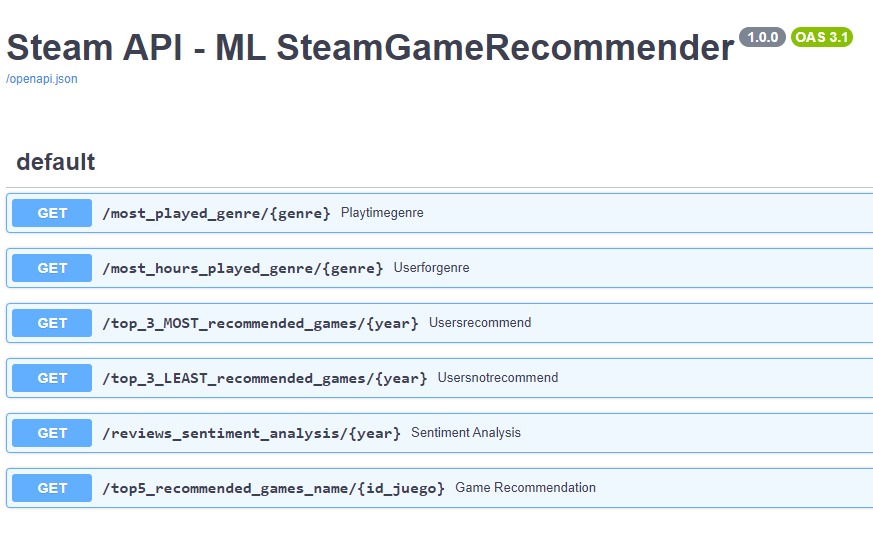 Steam API - ML SteamGameRecommender 1.0.0 OAS 3.1
/openapi.json
default
GET /most_played_genre/{genre} Playtimegenre
GET /most_hours_played_genre/{genre} Userforgenre
GET /top_3_MOST_recommended_games/{year} Usersrecommend
GET /top_3_LEAST_recommended_games/{year} Usersnotrecommend
GET /reviews_sentiment_analysis/{year} Sentiment Analysis
GET /top5_recommended_games_name/{id_juego} Game Recommendation